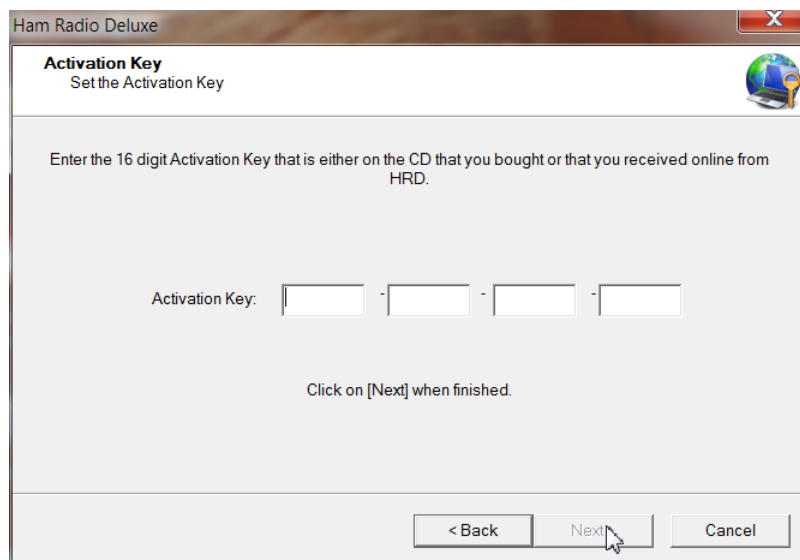 Ham Radio Deluxe
X
Activation Key
Set the Activation Key
Enter the 16 digit Activation Key that is either on the CD that you bought or that you received online from
HRD.
Activation Key: - - -
Click on [Next] when finished.
< Back Next Cancel